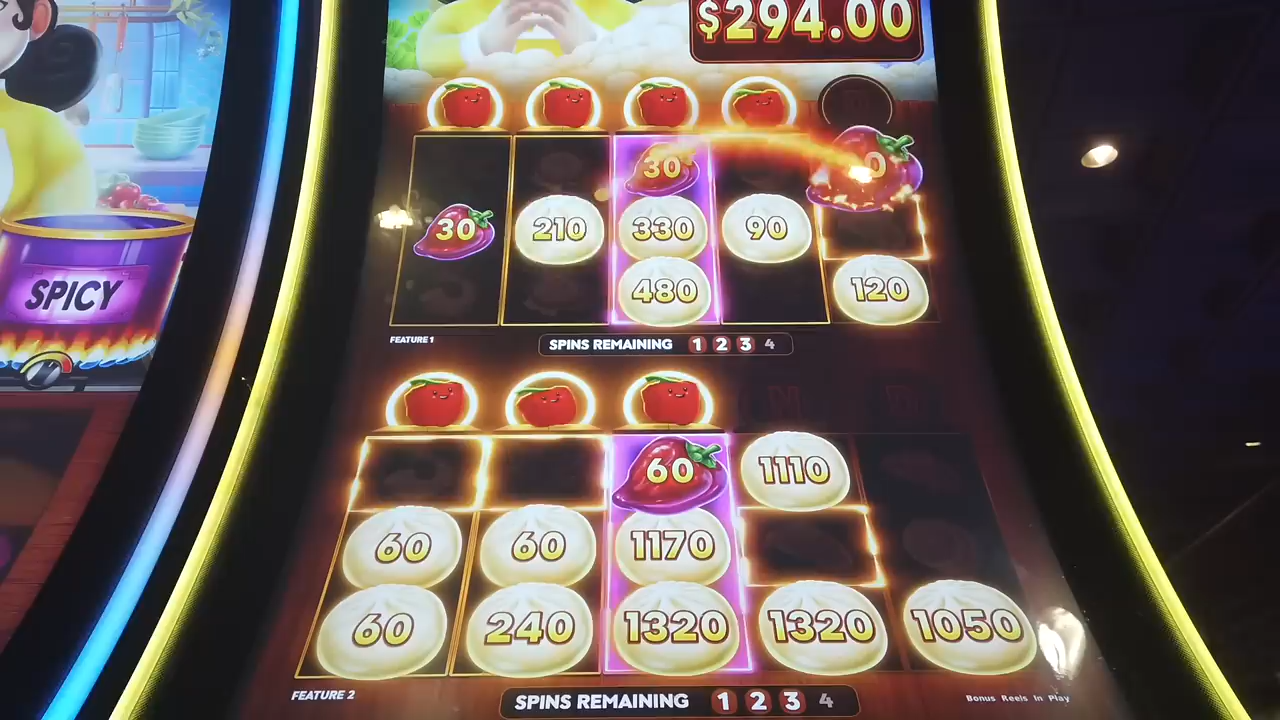 $294.00
30
30 210 330 90
480 120
SPICY
FEATURE 1
SPINS REMAINING 1 2 3 4
60 1110
60 60 1170
60 240 1320 1320 1050
FEATURE 2
SPINS REMAINING 1 2 3 4
Bonus Reels In Play